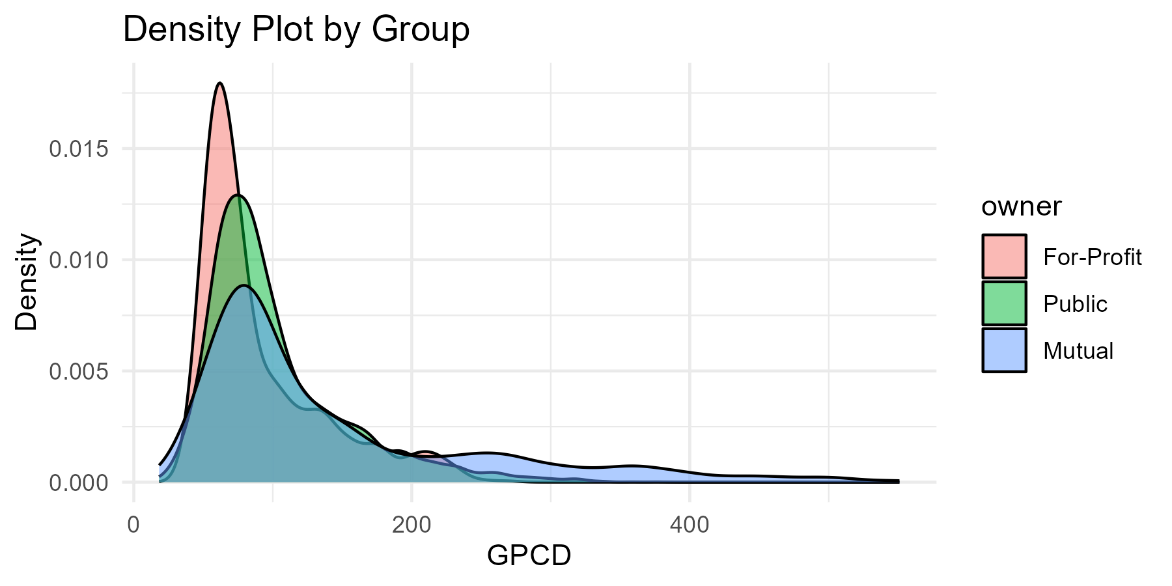 Density Plot by Group
0.015
0.010
0.005
0.000
Density
0 200 400
GPCD
owner
For-Profit
Public
Mutual